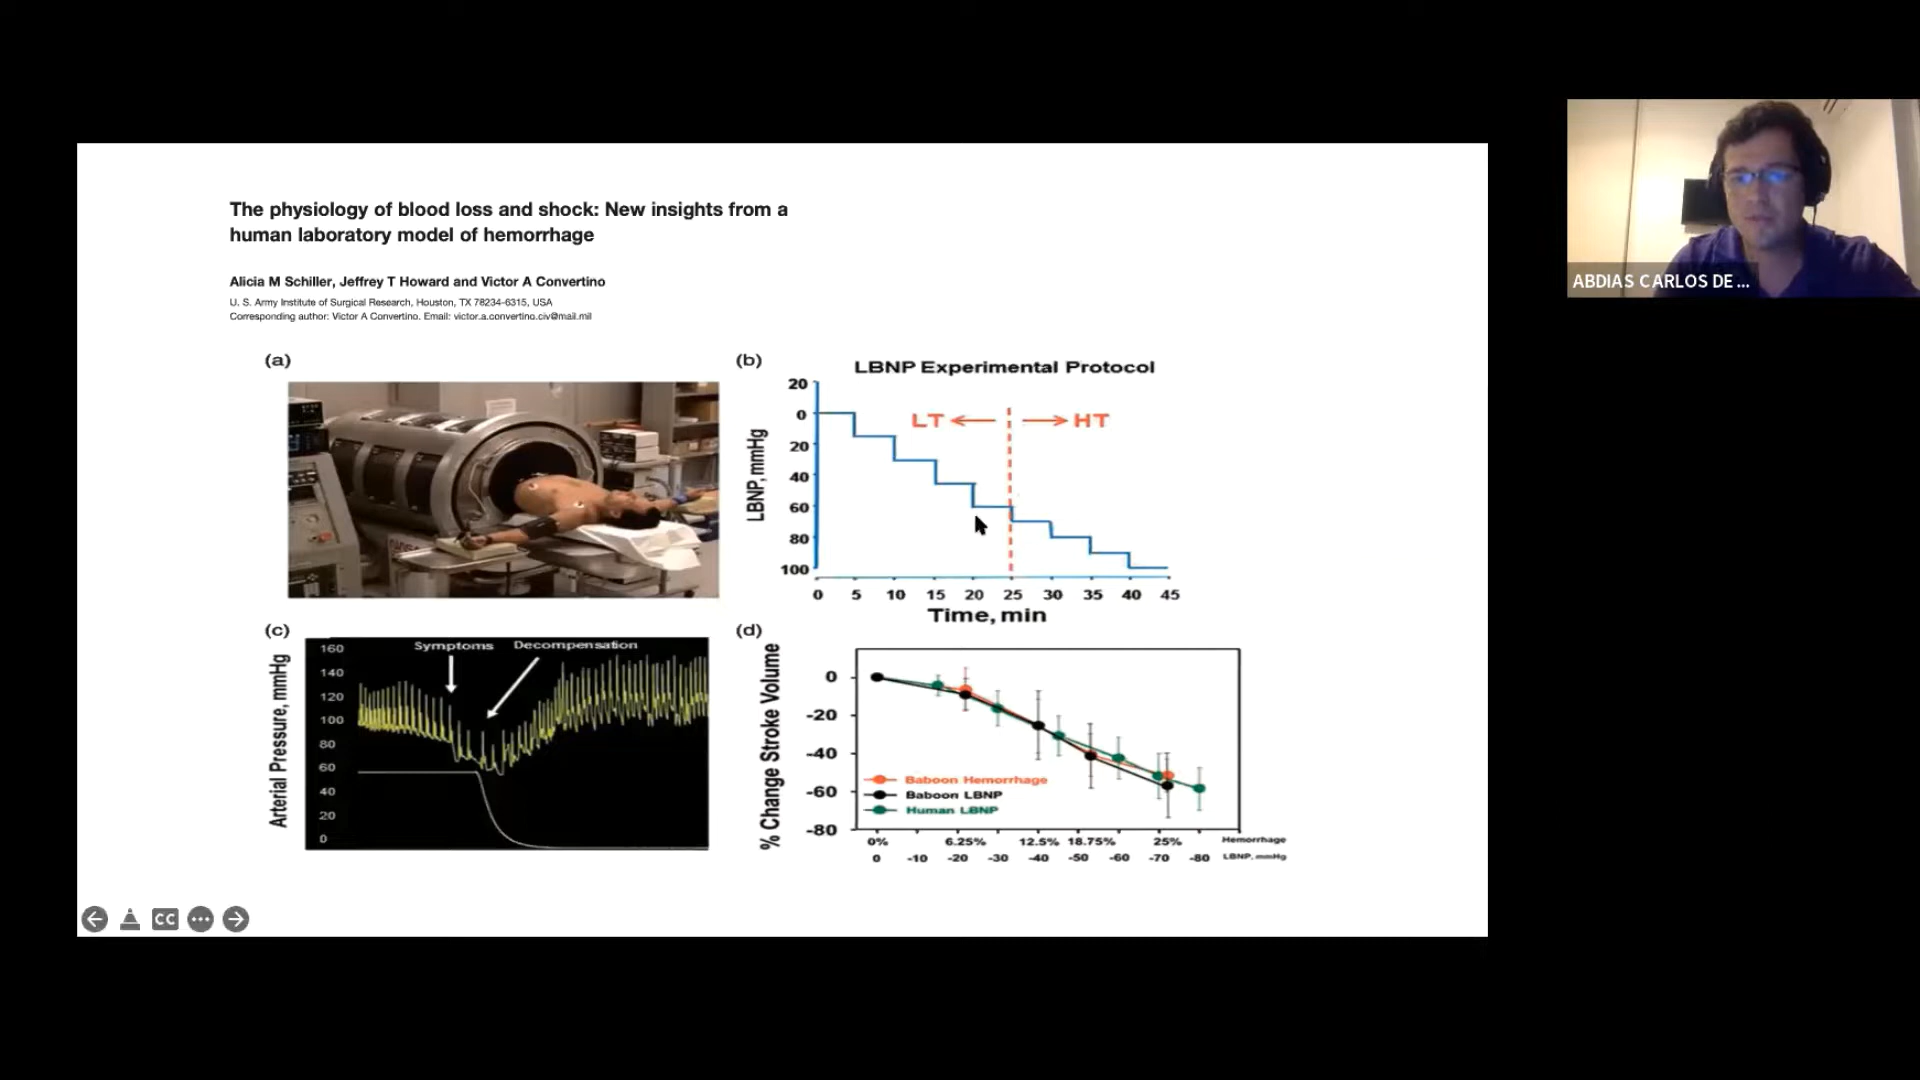 The physiology of blood loss and shock: New insights from a
human laboratory model of hemorrhage
Alicia M Schiller, Jeffrey T Howard and Victor A Convertino
U. S. Army Institute of Surgical Research, Houston, TX 78234-6315, USA
Corresponding author: Victor A Convertino. Email: victor.a.convertino.civ@mail.mil
(a)
(b)
LBNP Experimental Protocol
LBNP, mmHg
20
0
20
40
60
80
100
LT
HT
0 5 10 15 20 25 30 35 40 45
Time, min
(c)
Arterial Pressure, mmHg
160
140
120
100
80
60
40
20
0
Symptoms
Decompensation
(d)
% Change Stroke Volume
0
-20
-40
-60
-80
Baboon Hemorrhage
Baboon LBNP
Human LBNP
0% 6.25% 12.5% 18.75% 25% Hemorrhage
0 -10 -20 -30 -40 -50 -60 -70 -80 LBNP, mmHg
CC
ABDIAS CARLOS DE ...